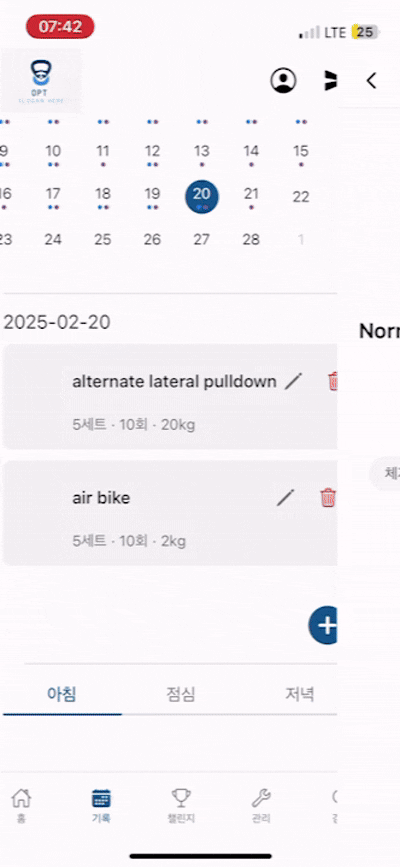 07:42
LTE 25
DPT
SLOGAN HERE
9 10 11 12 13 14 15
16 17 18 19 20 21 22
23 24 25 26 27 28 1
2025-02-20
Norr
alternate lateral pulldown
5세트 · 10회 · 20kg
체
air bike
5세트 · 10회 · 2kg
아침 점심 저녁
홈 기록 챌린지 관리